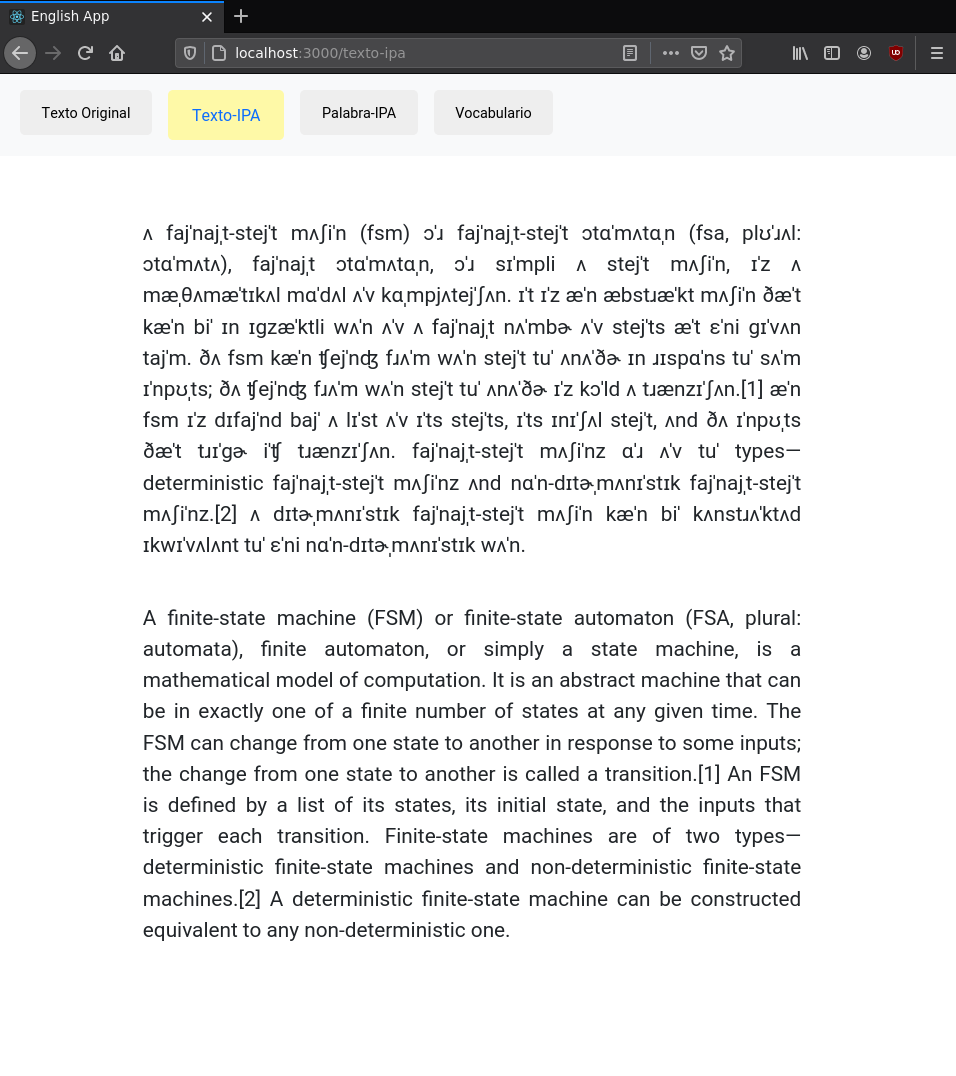 English App
localhost:3000/texto-ipa
Texto Original
Texto-IPA
Palabra-IPA
Vocabulario
ʌ faj'najˌt-stej't mʌʃi'n (fsm) ɔ'ɹ faj'najˌt-stej't ɔtɑ'mʌtɑˌn (fsa, plʊ'ɹʌl:
ɔtɑ'mʌtʌ), faj'najˌt ɔtɑ'mʌtɑˌn, ɔ'ɹ sɪ'mpli ʌ stej't mʌʃi'n, ɪ'z ʌ
mæˌθʌmæ'tɪkʌl mɑ'dʌl ʌ'v kɑˌmpjʌtej'ʃʌn. ɪ't ɪ'z æ'n æbstɹæ'kt mʌʃi'n ðæ't
kæ'n bi' ɪn ɪgzæ'ktli wʌ'n ʌ'v ʌ faj'najˌt nʌ'mbɚ ʌ'v stej'ts æ't ɛ'ni gɪ'vʌn
taj'm. ðʌ fsm kæ'n ʧej'nʤ fɹʌ'm wʌ'n stej't tu' ʌnʌ'ðɚ ɪn ɹɪspɑ'ns tu' sʌ'm
ɪ'npʊˌts; ðʌ ʧej'nʤ fɹʌ'm wʌ'n stej't tu' ʌnʌ'ðɚ ɪ'z kɔ'ld ʌ tɹænzɪ'ʃʌn.[1] æ'n
fsm ɪ'z dɪfaj'nd baj' ʌ lɪ'st ʌ'v ɪ'ts stej'ts, ɪ'ts ɪnɪ'ʃʌl stej't, ʌnd ðʌ ɪ'npʊˌts
ðæ't tɹɪ'gɚ i'ʧ tɹænzɪ'ʃʌn. faj'najˌt-stej't mʌʃi'nz ɑ'ɹ ʌ'v tu' types—
deterministic faj'najˌt-stej't mʌʃi'nz ʌnd nɑ'n-dɪtɚˌmʌnɪ'stɪk faj'najˌt-stej't
mʌʃi'nz.[2] ʌ dɪtɚˌmʌnɪ'stɪk faj'najˌt-stej't mʌʃi'n kæ'n bi' kʌnstɹʌ'ktʌd
ɪkwɪ'vʌlʌnt tu' ɛ'ni nɑ'n-dɪtɚˌmʌnɪ'stɪk wʌ'n.
A finite-state machine (FSM) or finite-state automaton (FSA, plural:
automata), finite automaton, or simply a state machine, is a
mathematical model of computation. It is an abstract machine that can
be in exactly one of a finite number of states at any given time. The
FSM can change from one state to another in response to some inputs;
the change from one state to another is called a transition.[1] An FSM
is defined by a list of its states, its initial state, and the inputs that
trigger each transition. Finite-state machines are of two types—
deterministic finite-state machines and non-deterministic finite-state
machines.[2] A deterministic finite-state machine can be constructed
equivalent to any non-deterministic one.